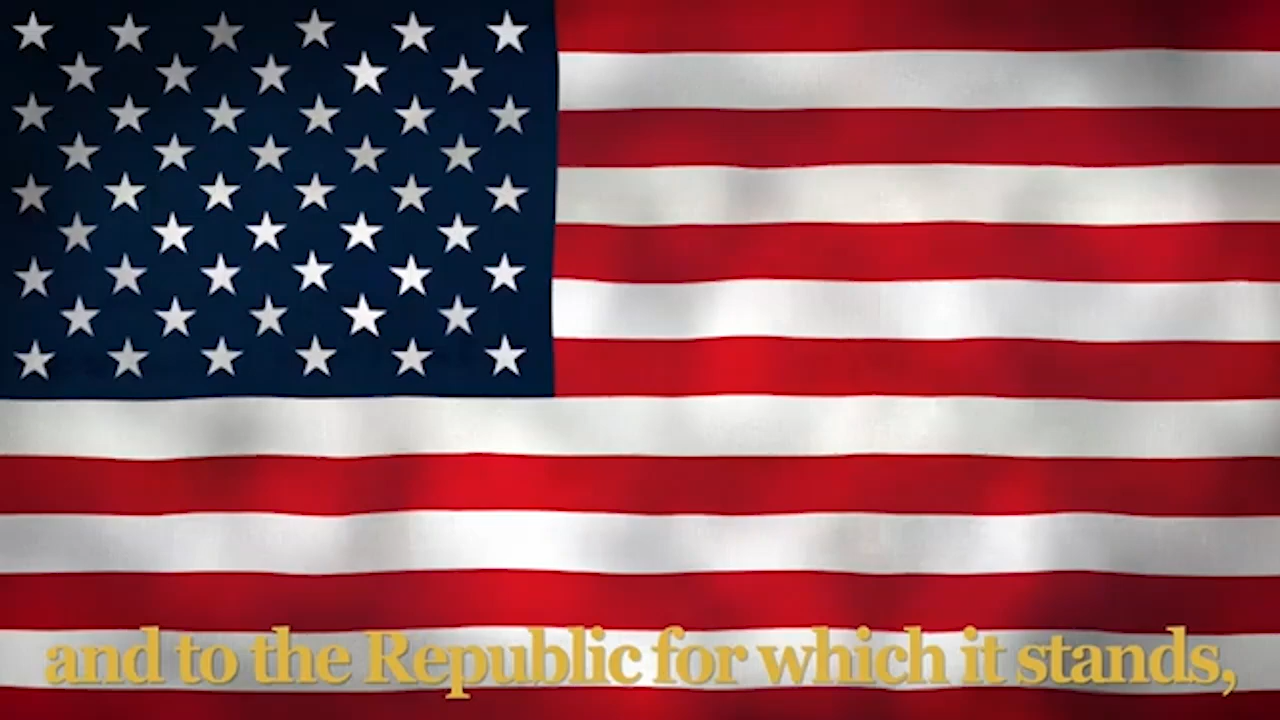 and to the Republic for which it stands,